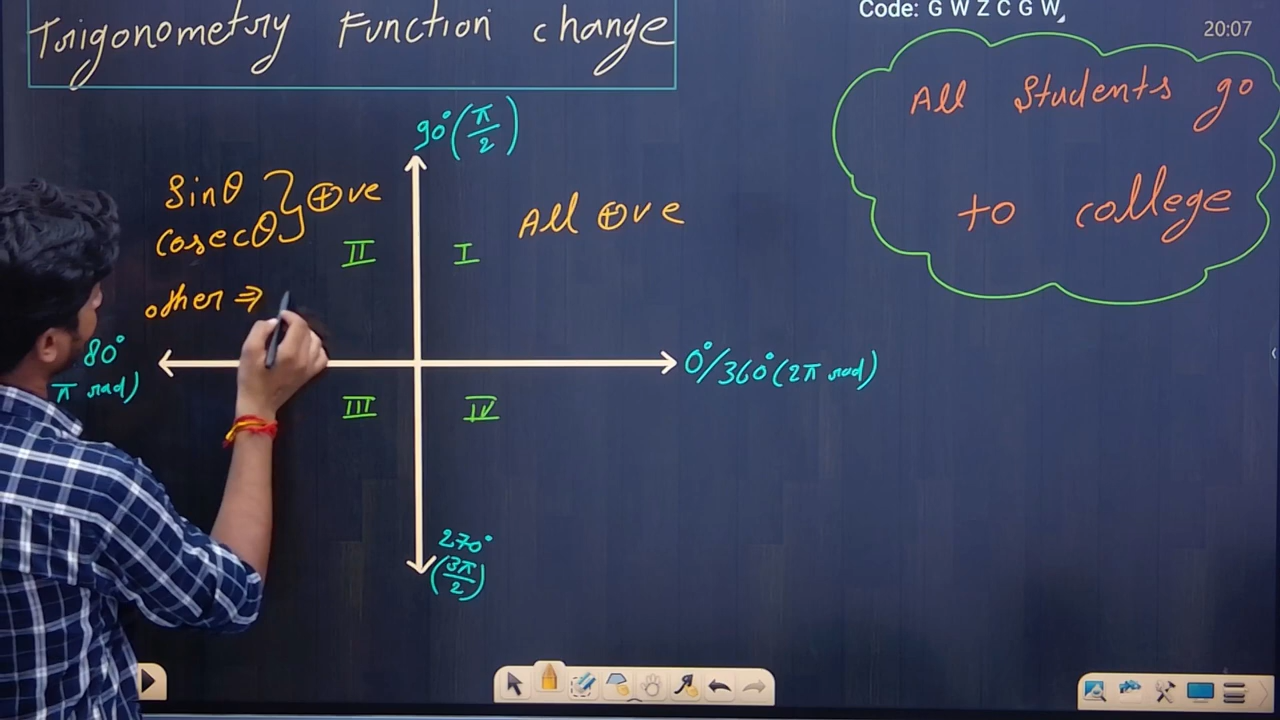 Trigonometry Function change
Code: G W Z C G W
20:07
All Students go
to college
90° (π/2)
Sinθ
cosecθ } ⊕ve
All ⊕ve
II
I
other ⇒
80°
π rad)
0°/360° (2π rad)
III
IV
270°
(3π/2)